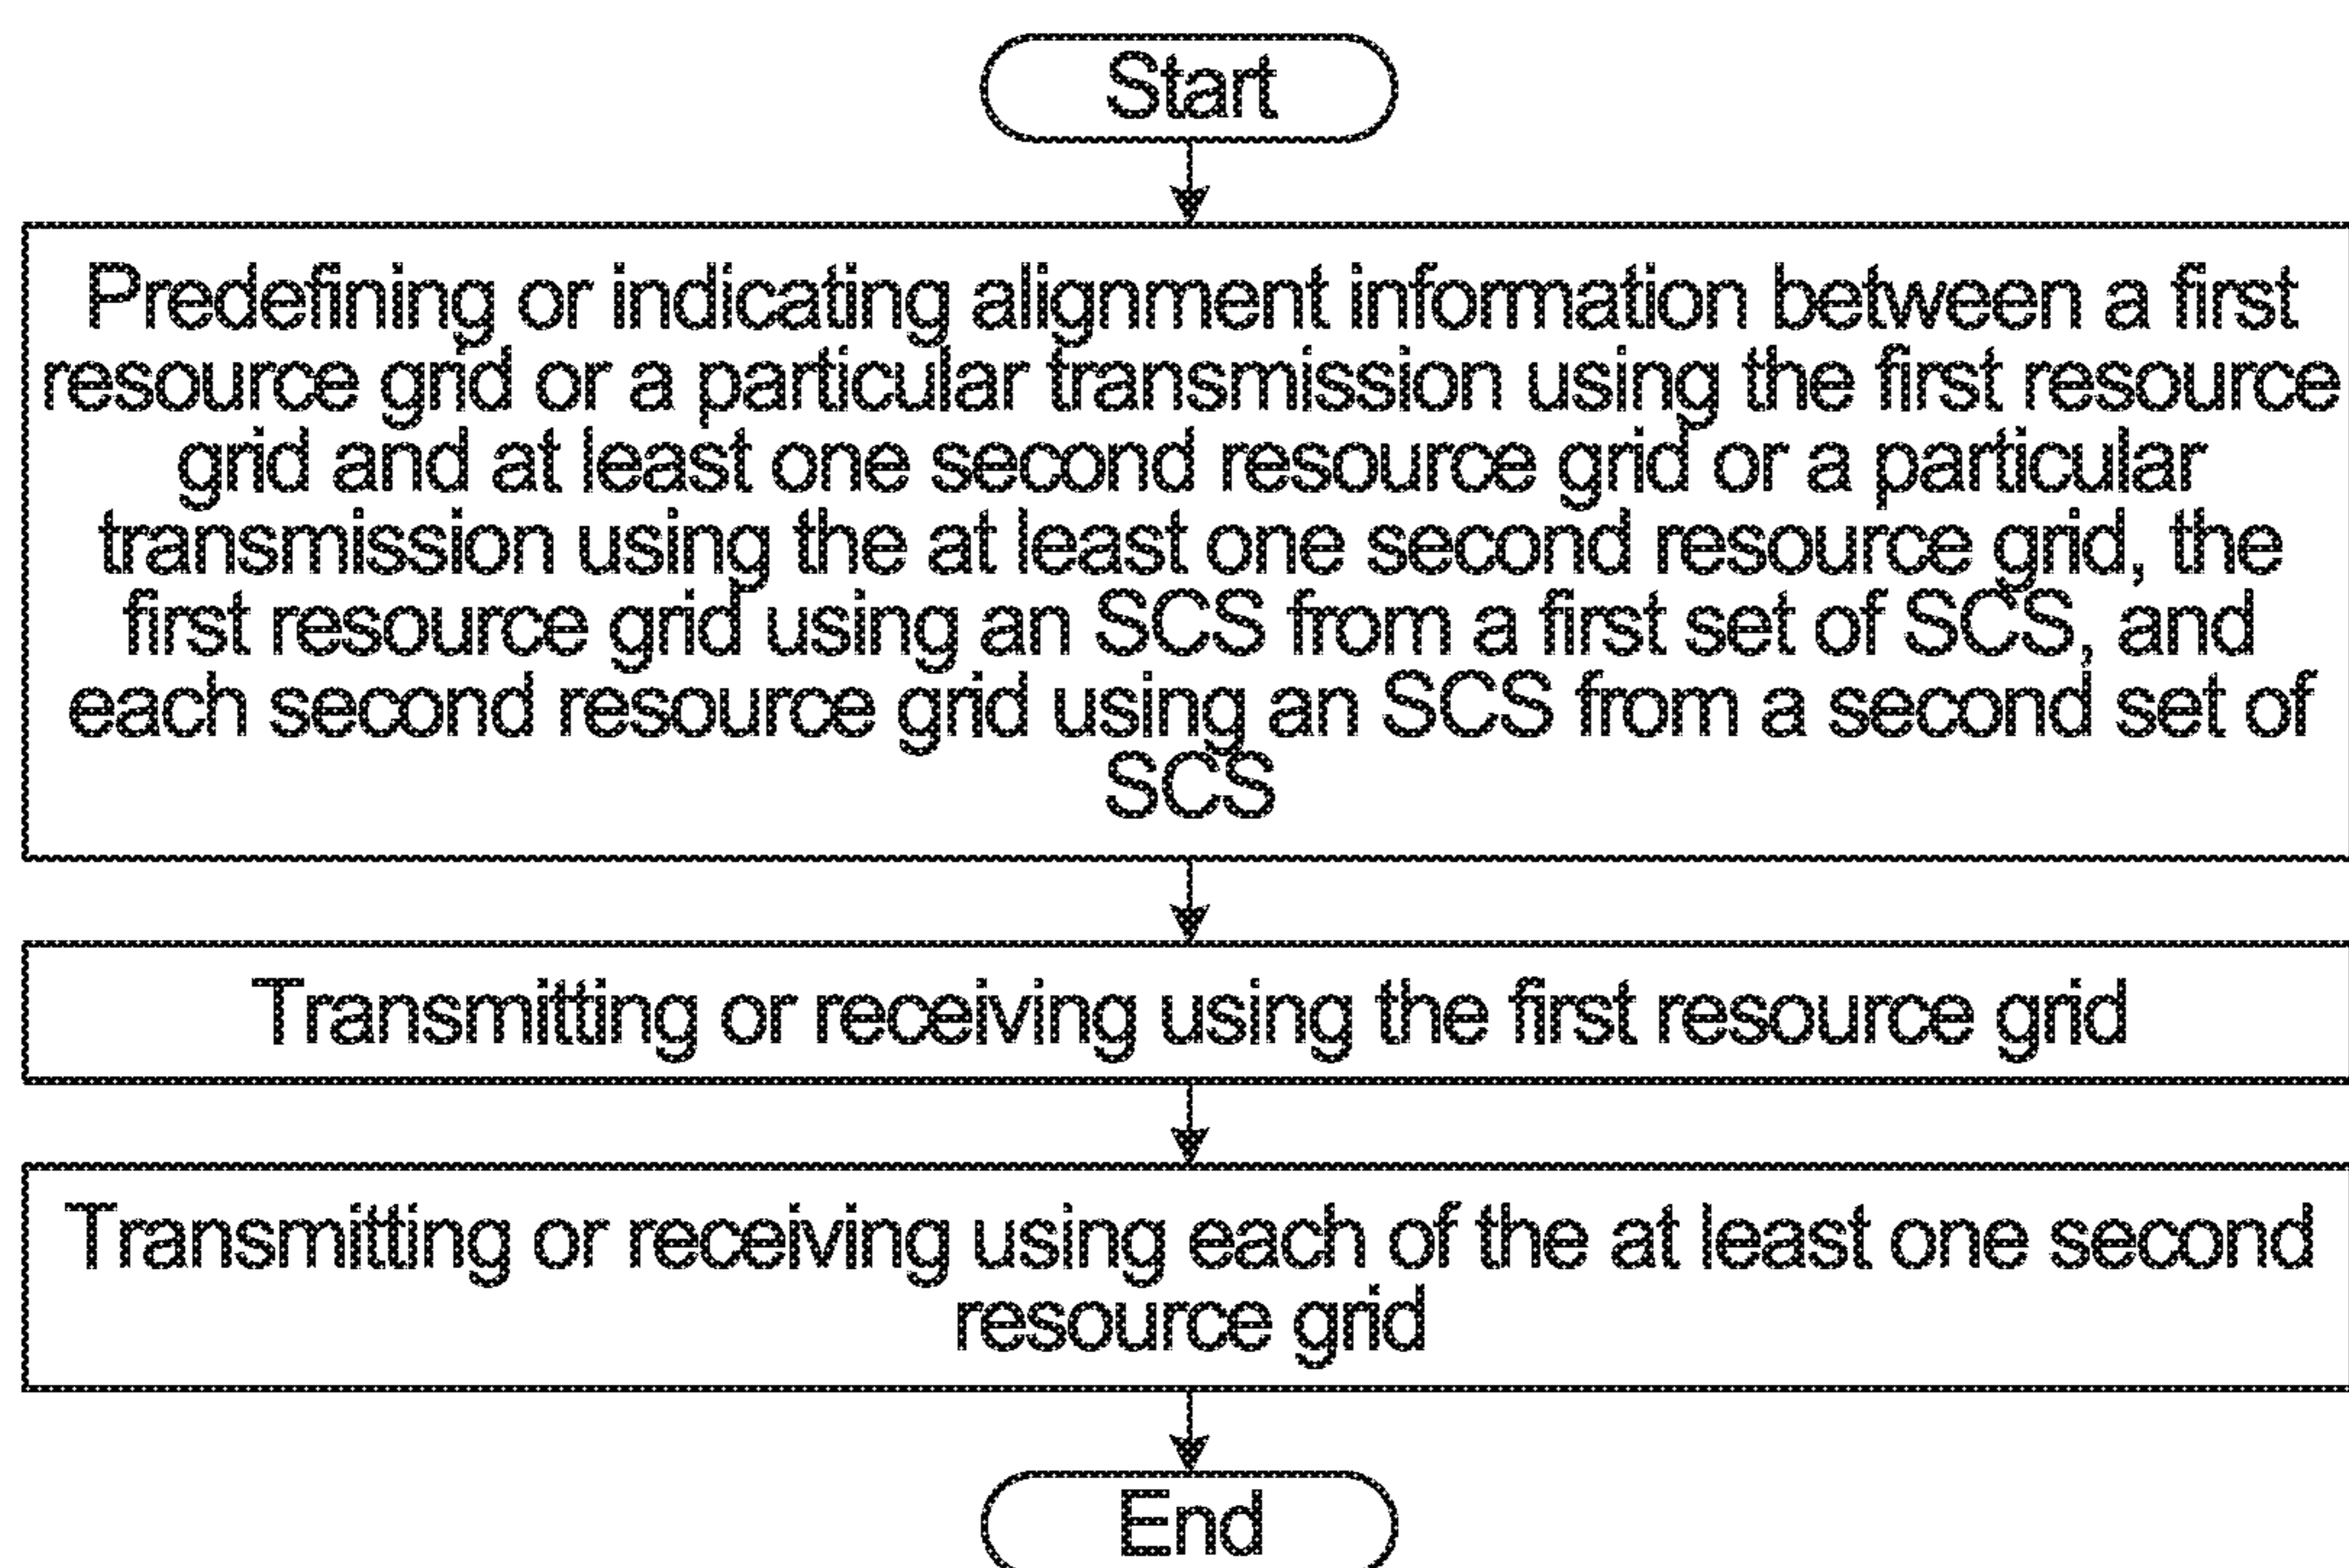 Start
Predefining or indicating alignment information between a first
resource grid or a particular transmission using the first resource
grid and at least one second resource grid or a particular
transmission using the at least one second resource grid, the
first resource grid using an SCS from a first set of SCS, and
each second resource grid using an SCS from a second set of
SCS
Transmitting or receiving using the first resource grid
Transmitting or receiving using each of the at least one second
resource grid
End